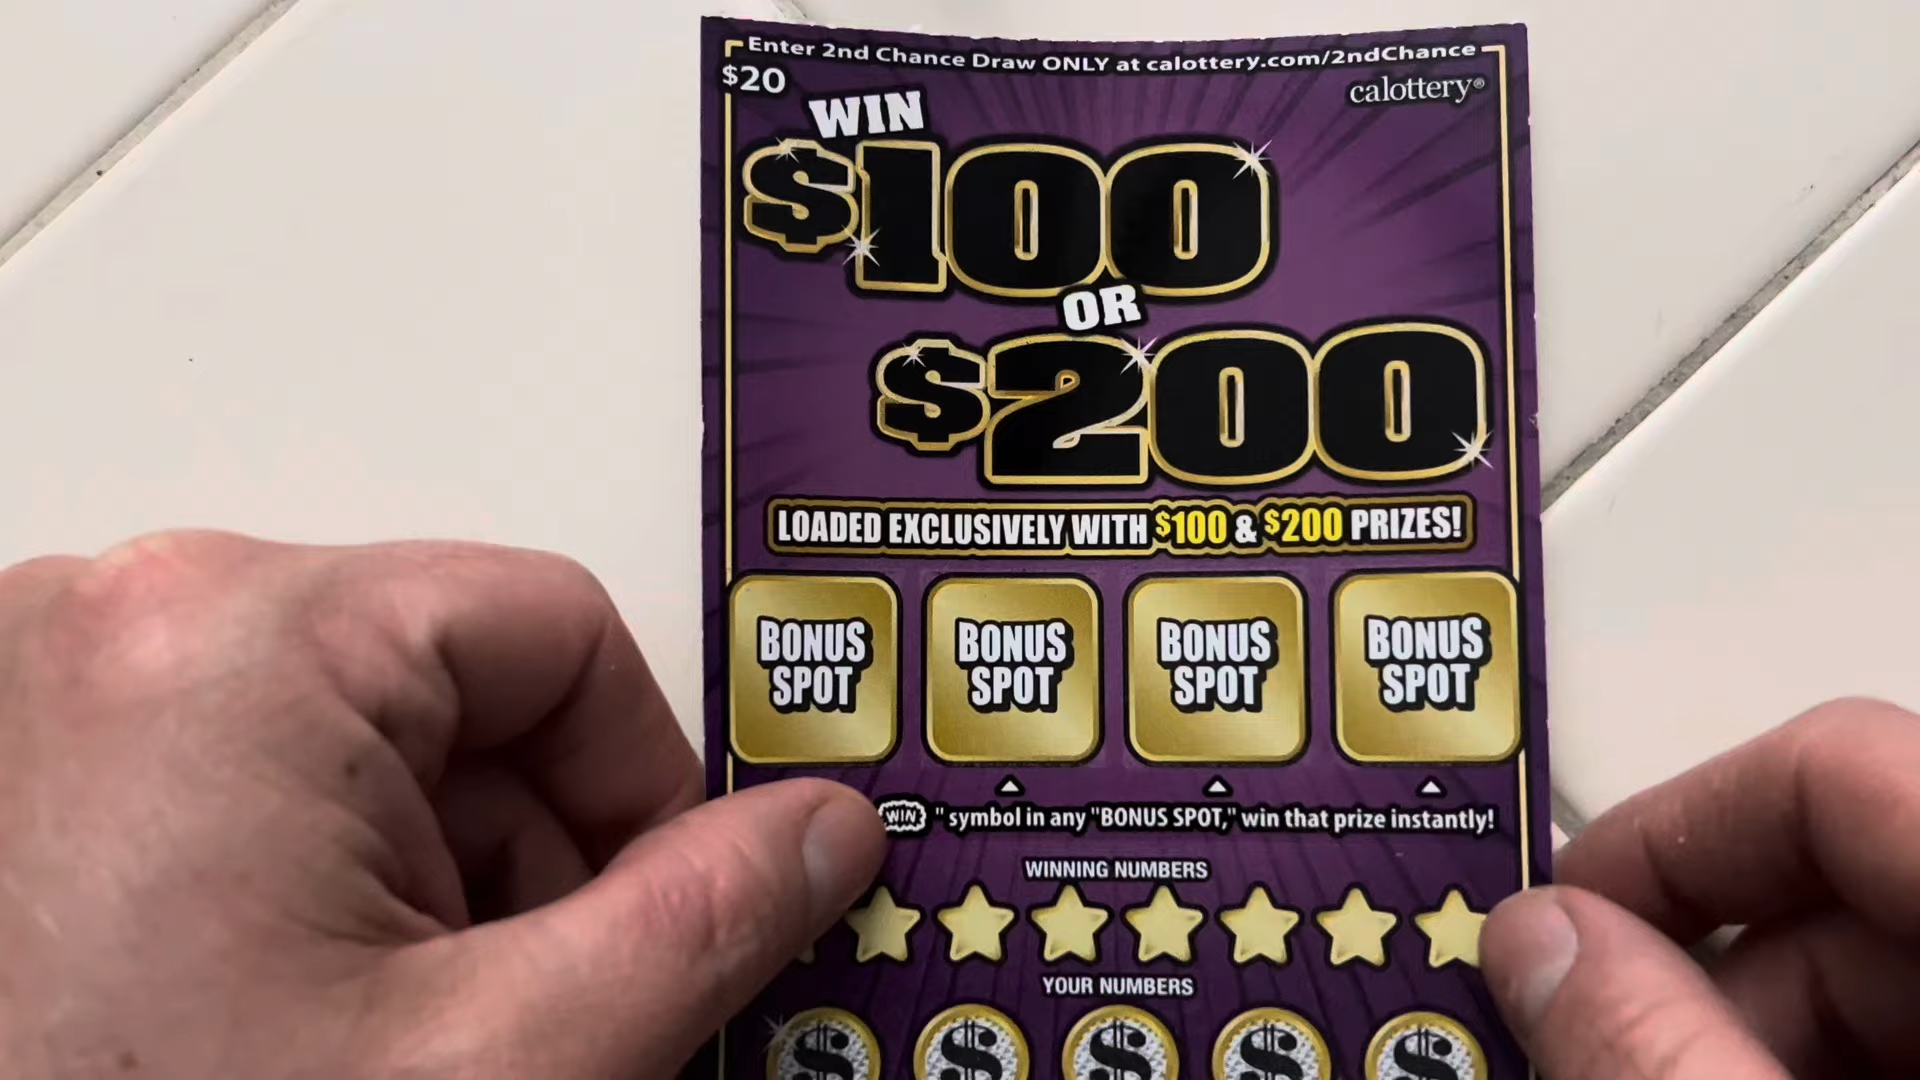 Enter 2nd Chance Draw ONLY at calottery.com/2ndChance
$20
calottery®
WIN
$100
OR
$200
LOADED EXCLUSIVELY WITH $100 & $200 PRIZES!
BONUS SPOT
BONUS SPOT
BONUS SPOT
BONUS SPOT
WIN " symbol in any "BONUS SPOT," win that prize instantly!
WINNING NUMBERS
YOUR NUMBERS
$ $ $ $ $